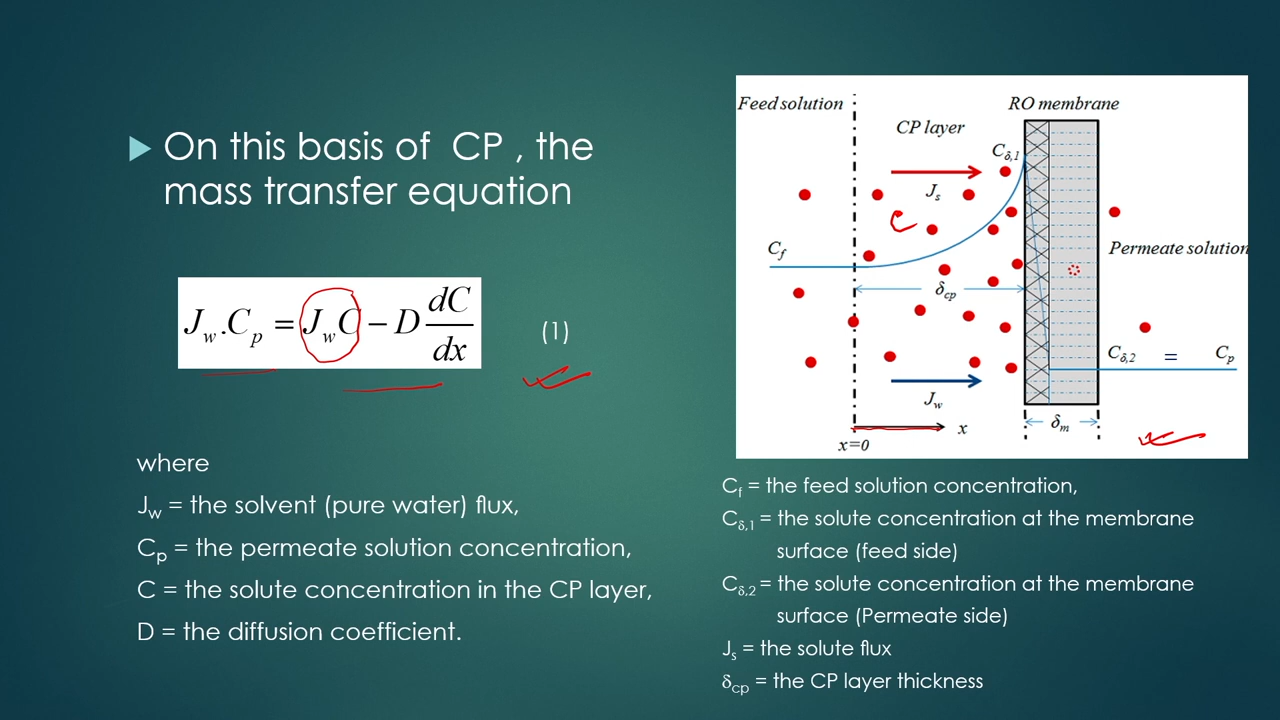 On this basis of CP , the
mass transfer equation
J_w.C_p = J_wC − D dC/dx (1)
where
J_w = the solvent (pure water) flux,
C_p = the permeate solution concentration,
C = the solute concentration in the CP layer,
D = the diffusion coefficient.
Feed solution
RO membrane
CP layer
C_δ,1
J_s
C
C_f
Permeate solution
δ_cp
C_δ,2 = C_p
J_w
x
δ_m
x=0
C_f = the feed solution concentration,
C_δ,1 = the solute concentration at the membrane
surface (feed side)
C_δ,2 = the solute concentration at the membrane
surface (Permeate side)
J_s = the solute flux
δ_cp = the CP layer thickness